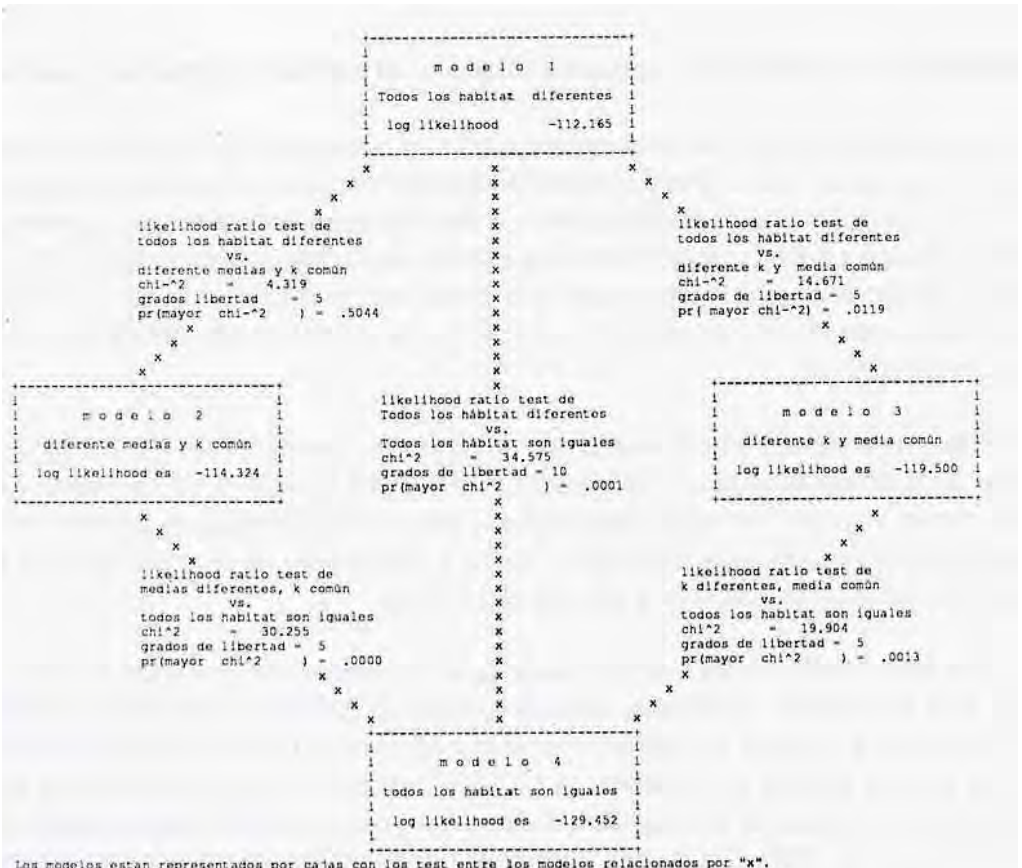 modelo 1
Todos los habitat diferentes
log likelihood -112.165
likelihood ratio test de
todos los habitat diferentes
vs.
diferente medias y k común
chi-^2 = 4.319
grados libertad = 5
pr(mayor chi-^2 ) = .5044
likelihood ratio test de
todos los habitat diferentes
vs.
diferente k y media común
chi-^2 = 14.671
grados de libertad = 5
pr( mayor chi-^2) = .0119
modelo 2
diferente medias y k común
log likelihood es -114.324
likelihood ratio test de
Todos los hábitat diferentes
vs.
Todos los hábitat son iguales
chi^2 = 34.575
grados de libertad = 10
pr(mayor chi^2 ) = .0001
modelo 3
diferente k y media común
log likelihood es -119.500
likelihood ratio test de
medias diferentes, k común
vs.
todos los habitat son iguales
chi^2 = 30.255
grados de libertad = 5
pr(mayor chi^2 ) = .0000
likelihood ratio test de
k diferentes, media común
vs.
todos los habitat son iguales
chi^2 = 19.904
grados de libertad = 5
pr(mayor chi^2 ) = .0013
modelo 4
todos los habitat son iguales
log likelihood es -129.452
Los modelos estan representados por cajas con los test entre los modelos relacionados por "x".